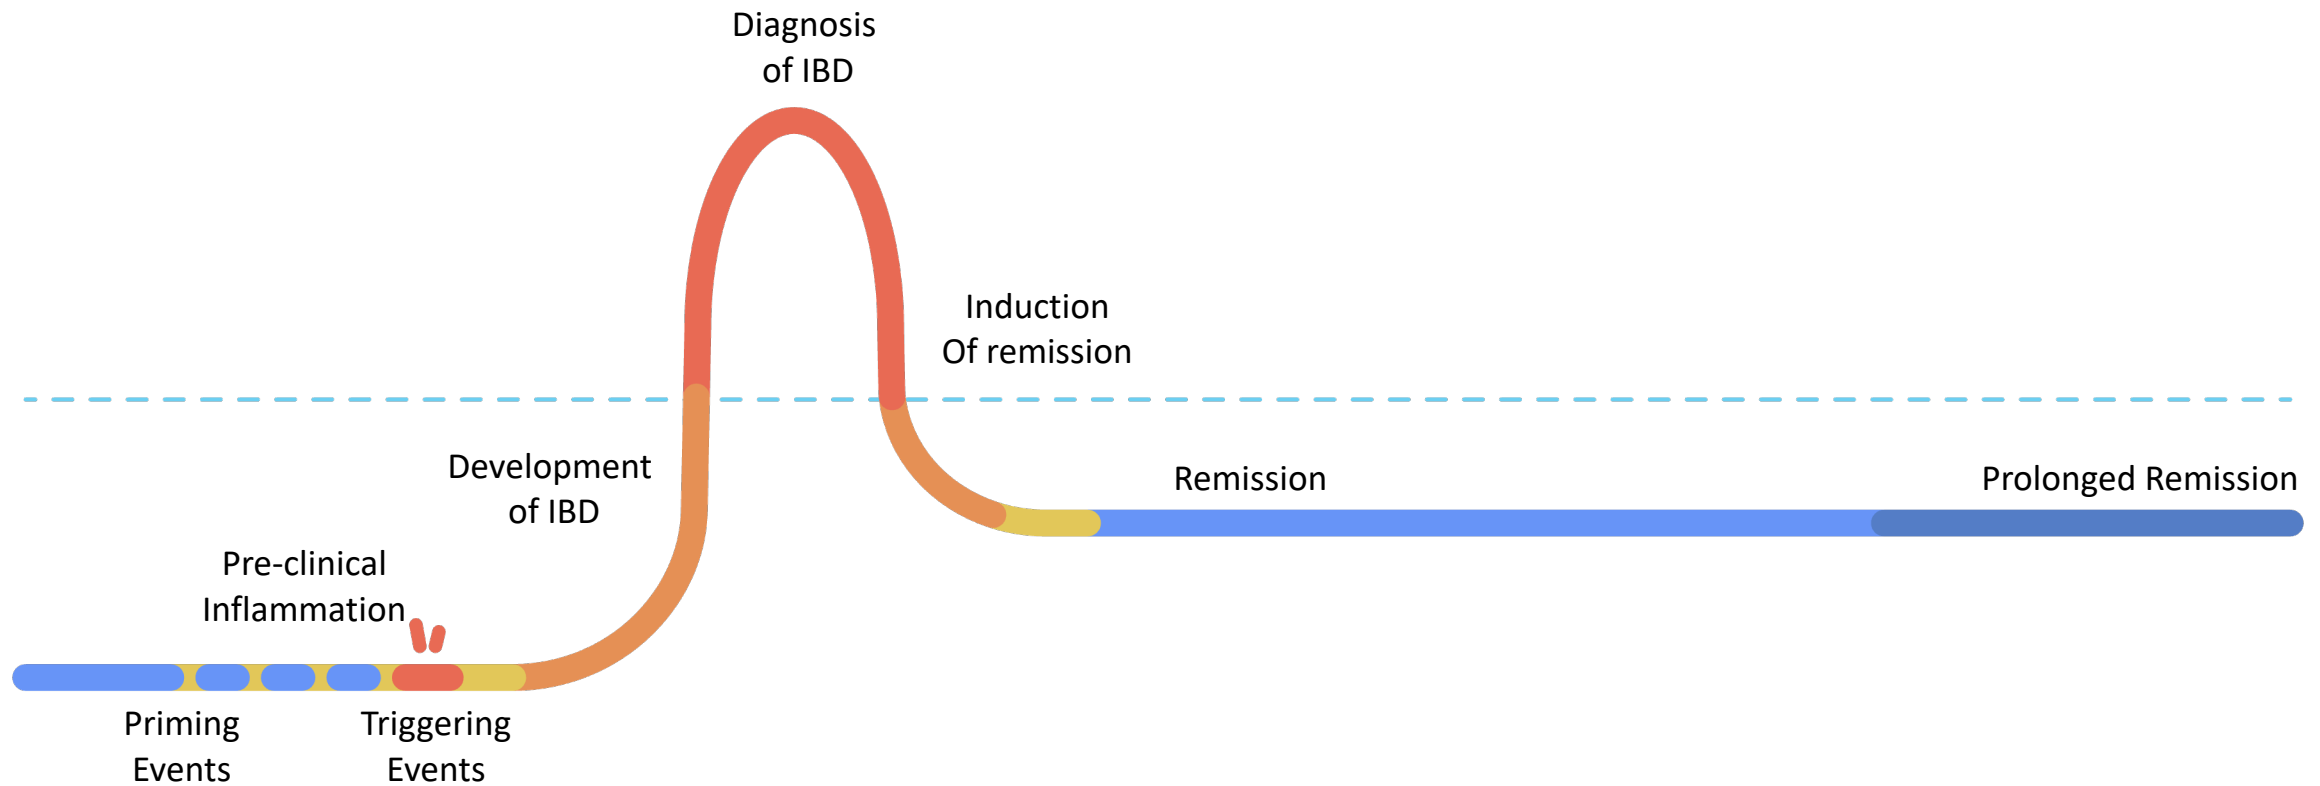 Diagnosis
of IBD
Induction
Of remission
Development
of IBD
Remission
Prolonged Remission
Pre-clinical
Inflammation
Priming
Events
Triggering
Events